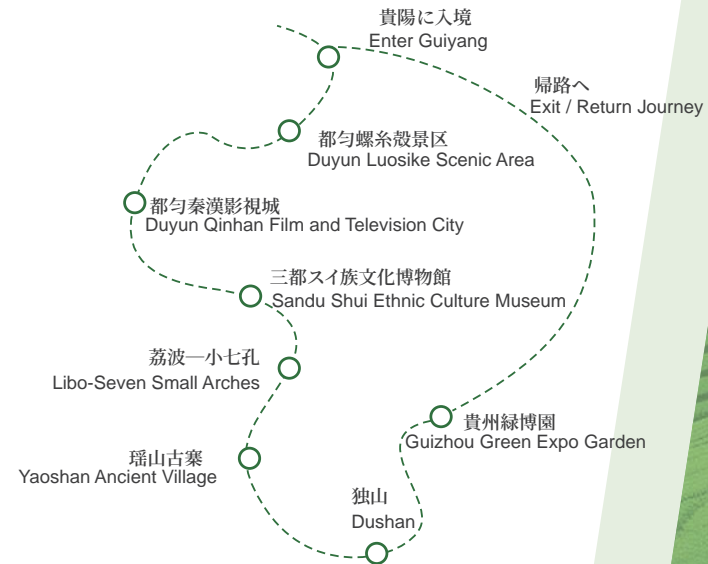 貴陽に入境
Enter Guiyang
帰路へ
Exit / Return Journey
都匀螺糸殻景区
Duyun Luosike Scenic Area
都匀秦漢影視城
Duyun Qinhan Film and Television City
三都スイ族文化博物館
Sandu Shui Ethnic Culture Museum
荔波—小七孔
Libo-Seven Small Arches
貴州緑博園
Guizhou Green Expo Garden
瑶山古寨
Yaoshan Ancient Village
独山
Dushan